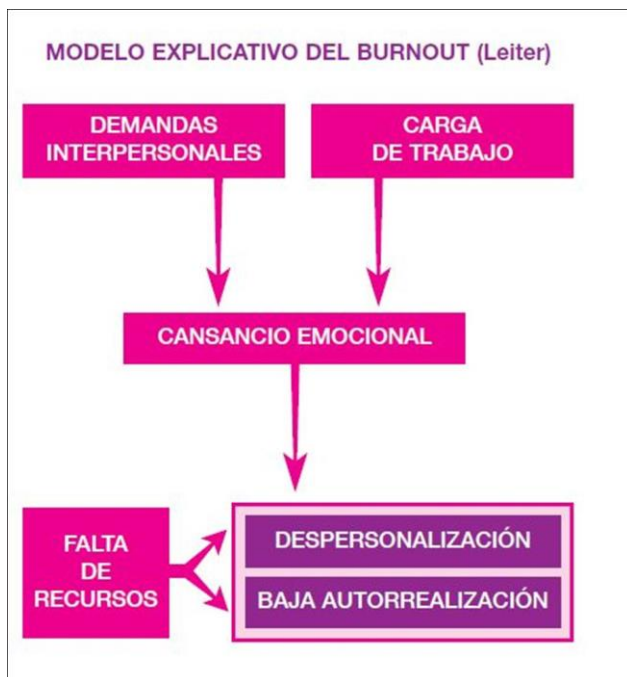 MODELO EXPLICATIVO DEL BURNOUT (Leiter)
DEMANDAS
INTERPERSONALES
CARGA
DE TRABAJO
CANSANCIO EMOCIONAL
FALTA
DE
RECURSOS
DESPERSONALIZACIÓN
BAJA AUTORREALIZACIÓN